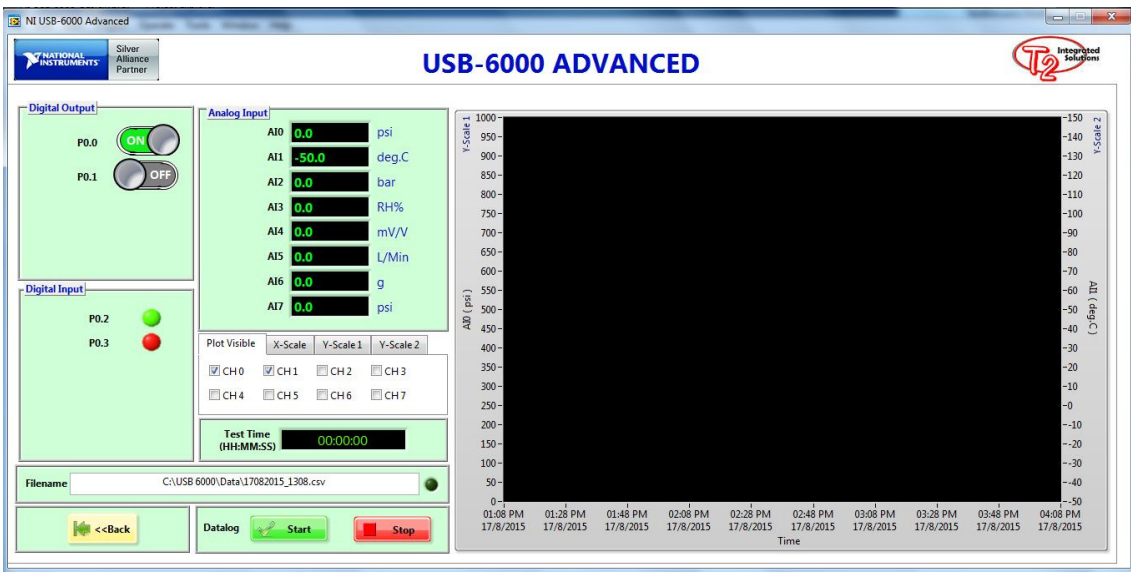 NI USB-6000 Advanced
NATIONAL INSTRUMENTS
Silver Alliance Partner
USB-6000 ADVANCED
T2 Integrated Solutions
Digital Output
P0.0 ON
P0.1 OFF
Digital Input
P0.2
P0.3
Analog Input
AI0 0.0 psi
AI1 -50.0 deg.C
AI2 0.0 bar
AI3 0.0 RH%
AI4 0.0 mV/V
AI5 0.0 L/Min
AI6 0.0 g
AI7 0.0 psi
Plot Visible X-Scale Y-Scale 1 Y-Scale 2
CH 0 CH 1 CH 2 CH 3
CH 4 CH 5 CH 6 CH 7
Test Time
(HH:MM:SS) 00:00:00
Filename C:\USB 6000\Data\17082015_1308.csv
<<Back
Datalog Start Stop
Y-Scale 1
AI0 ( psi )
1000
950
900
850
800
750
700
650
600
550
500
450
400
350
300
250
200
150
100
50
0
Y-Scale 2
AI1 ( deg.C )
150
140
130
120
110
100
90
80
70
60
50
40
30
20
10
0
-10
-20
-30
-40
-50
01:08 PM 01:28 PM 01:48 PM 02:08 PM 02:28 PM 02:48 PM 03:08 PM 03:28 PM 03:48 PM 04:08 PM
17/8/2015 17/8/2015 17/8/2015 17/8/2015 17/8/2015 17/8/2015 17/8/2015 17/8/2015 17/8/2015 17/8/2015
Time